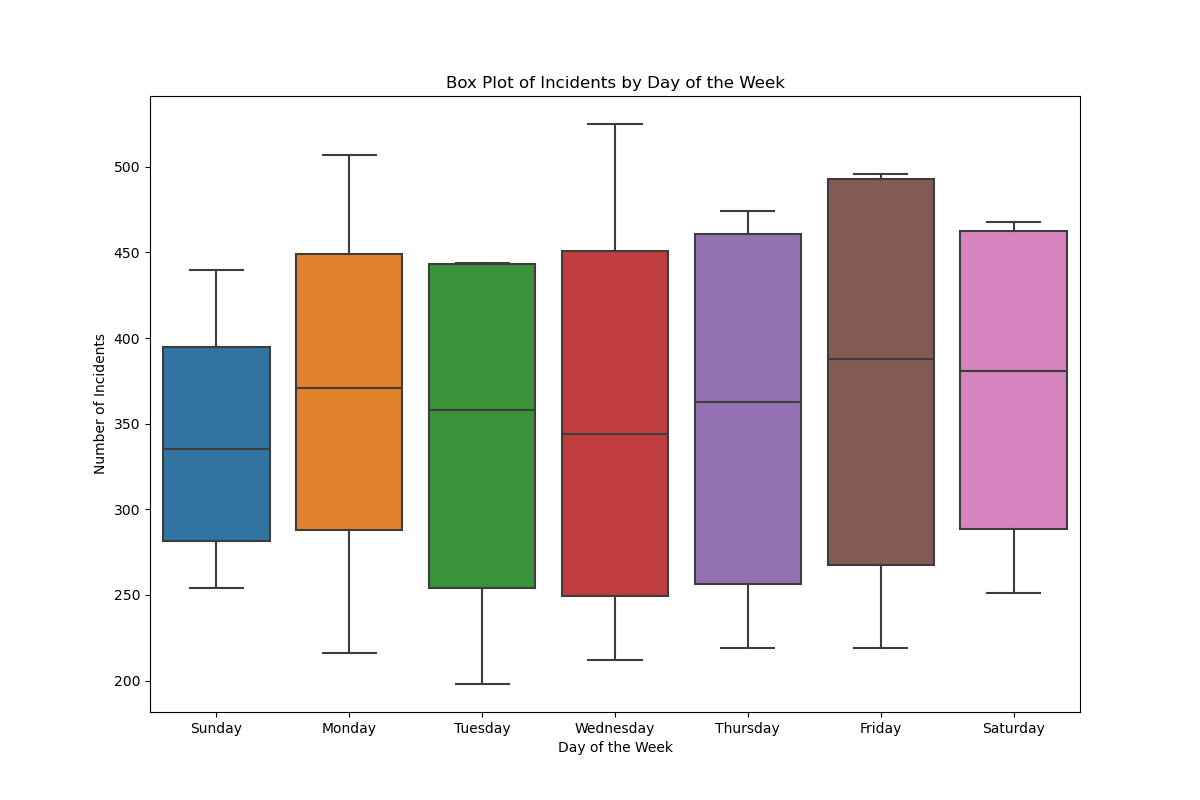 Box Plot of Incidents by Day of the Week
Number of Incidents
500
450
400
350
300
250
200
Sunday Monday Tuesday Wednesday Thursday Friday Saturday
Day of the Week